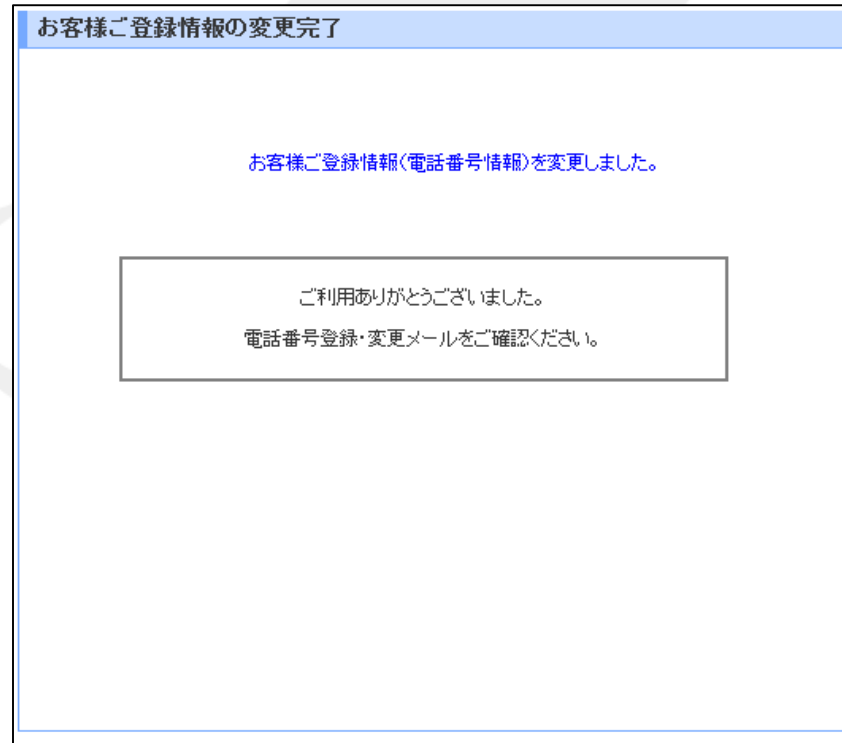 お客様ご登録情報の変更完了
お客様ご登録情報(電話番号情報)を変更しました。
ご利用ありがとうございました。
電話番号登録・変更メールをご確認ください。